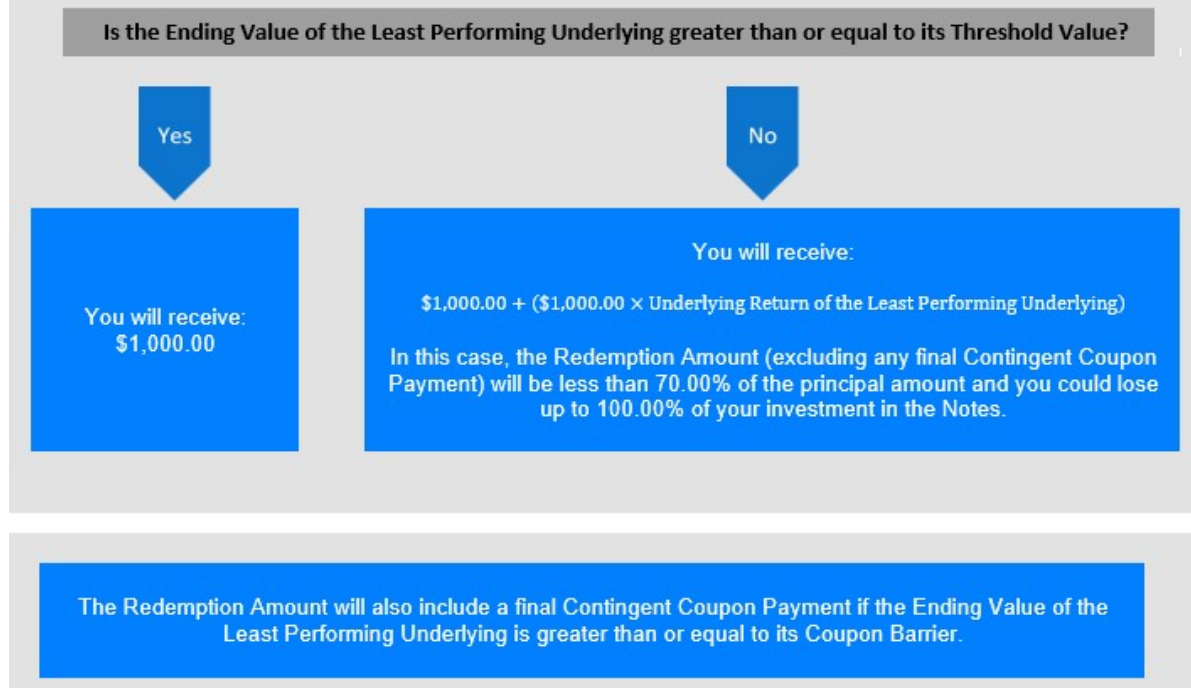 Is the Ending Value of the Least Performing Underlying greater than or equal to its Threshold Value?
Yes
No
You will receive:
$1,000.00
You will receive:
$1,000.00 + ($1,000.00 × Underlying Return of the Least Performing Underlying)
In this case, the Redemption Amount (excluding any final Contingent Coupon
Payment) will be less than 70.00% of the principal amount and you could lose
up to 100.00% of your investment in the Notes.
The Redemption Amount will also include a final Contingent Coupon Payment if the Ending Value of the
Least Performing Underlying is greater than or equal to its Coupon Barrier.